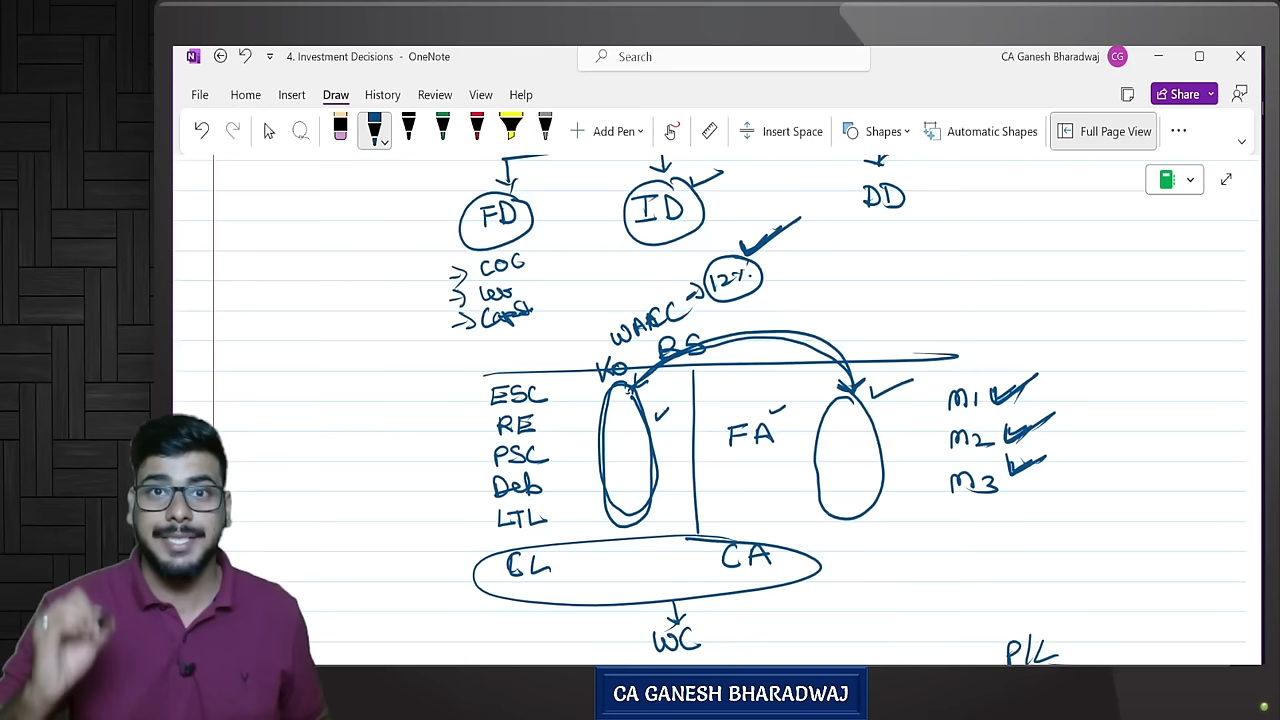 4. Investment Decisions - OneNote
Search
CA Ganesh Bharadwaj
CG
File Home Insert Draw History Review View Help
Share
Add Pen
Insert Space
Shapes
Automatic Shapes
Full Page View
FD
ID
DD
COC
12%
BS
Ko
ESC
RE
PSC
Deb
LTL
FA
M1
M2
M3
CL
CA
WC
P/L
CA GANESH BHARADWAJ